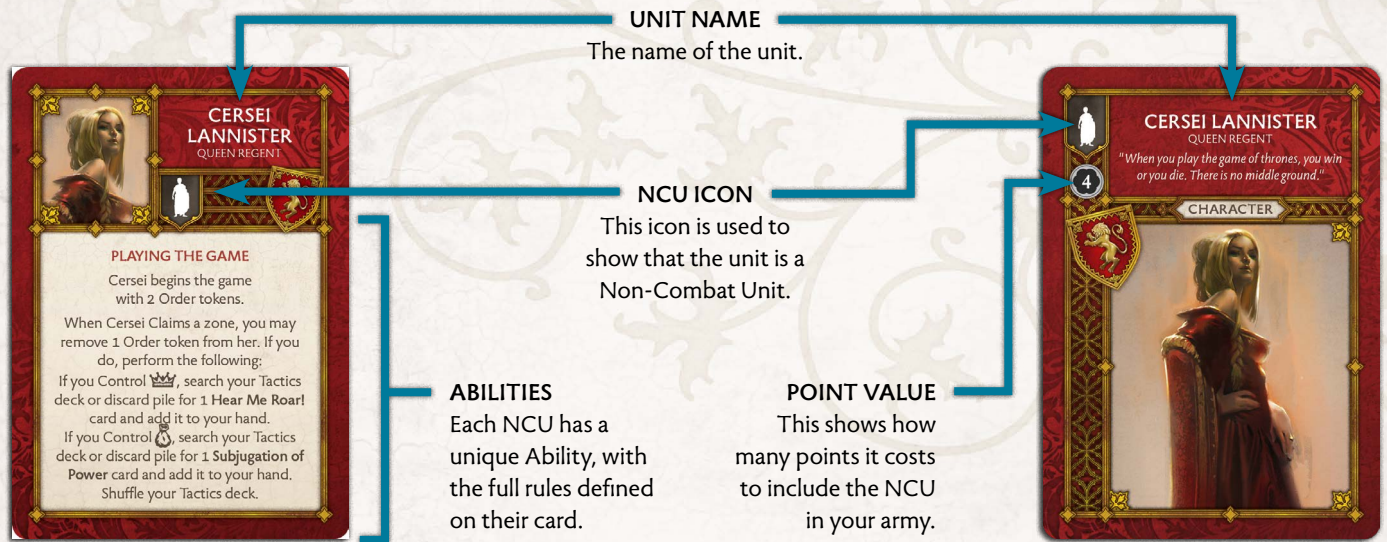 UNIT NAME
The name of the unit.
CERSEI
LANNISTER
QUEEN REGENT
PLAYING THE GAME
Cersei begins the game
with 2 Order tokens.
When Cersei Claims a zone, you may
remove 1 Order token from her. If you
do, perform the following:
If you Control , search your Tactics
deck or discard pile for 1 Hear Me Roar!
card and add it to your hand.
If you Control , search your Tactics
deck or discard pile for 1 Subjugation of
Power card and add it to your hand.
Shuffle your Tactics deck.
NCU ICON
This icon is used to
show that the unit is a
Non-Combat Unit.
ABILITIES
Each NCU has a
unique Ability, with
the full rules defined
on their card.
POINT VALUE
This shows how
many points it costs
to include the NCU
in your army.
CERSEI LANNISTER
QUEEN REGENT
"When you play the game of thrones, you win
or you die. There is no middle ground."
4
CHARACTER